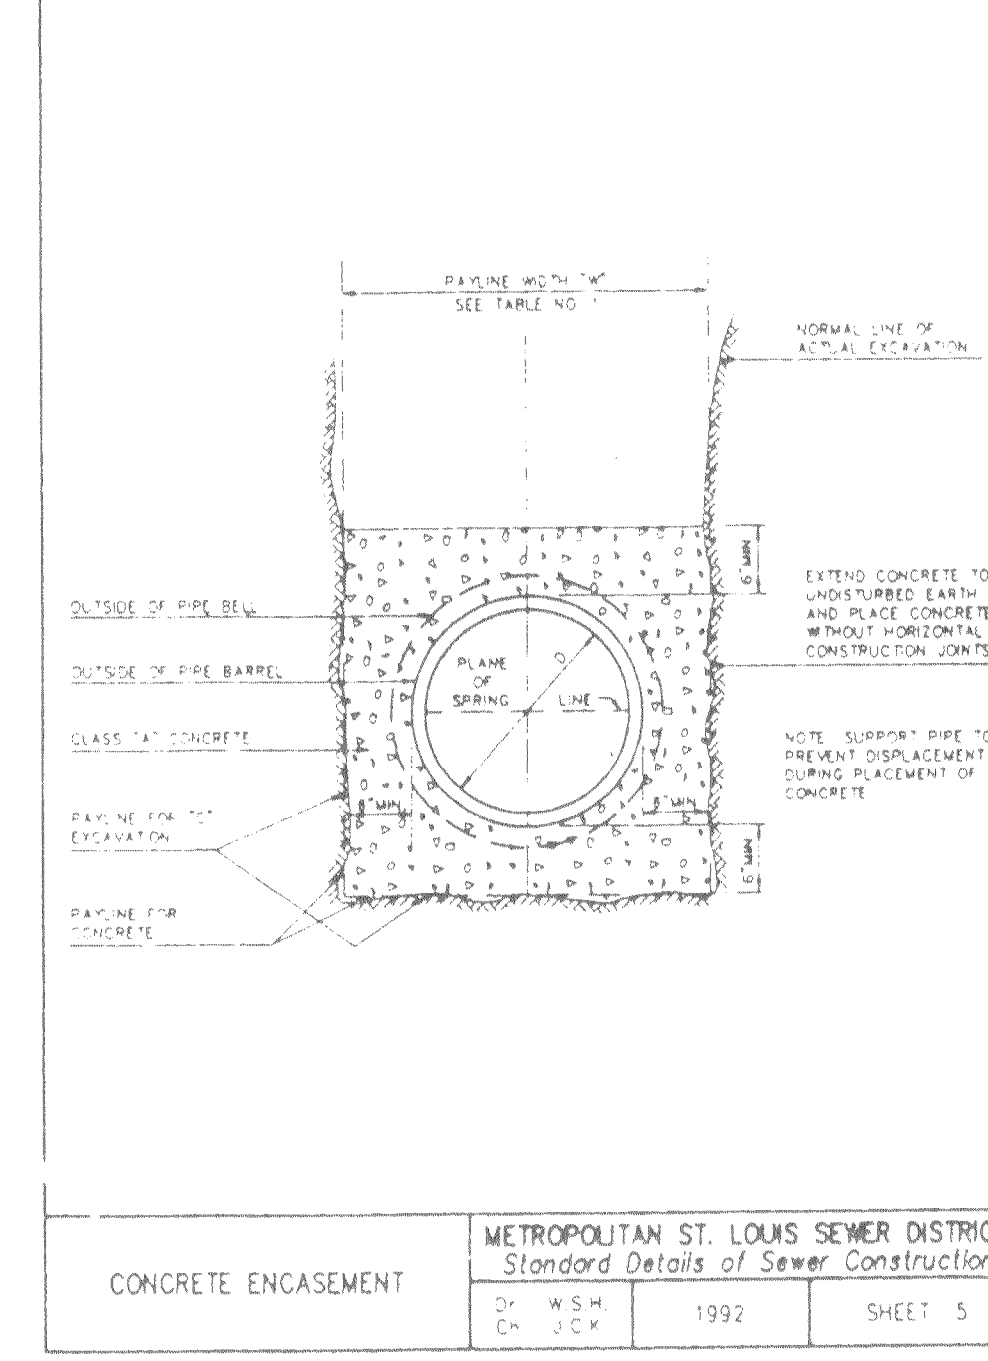 PAYLINE WIDTH "W"
SEE TABLE NO. 1
NORMAL LINE OF
ACTUAL EXCAVATION
6" MIN
EXTEND CONCRETE TO
UNDISTURBED EARTH
AND PLACE CONCRETE
WITHOUT HORIZONTAL
CONSTRUCTION JOINTS
OUTSIDE OF PIPE BELL
OUTSIDE OF PIPE BARREL
D
PLANE
OF
SPRING LINE
CLASS "A" CONCRETE
NOTE SUPPORT PIPE TO
PREVENT DISPLACEMENT
DURING PLACEMENT OF
CONCRETE
MIN
MIN
PAYLINE FOR
EXCAVATION
6" MIN
PAYLINE FOR
CONCRETE
CONCRETE ENCASEMENT
METROPOLITAN ST. LOUIS SEWER DISTRIC
Standard Details of Sewer Construction
Dr W.S.H.
Ch J.C.K.
1992
SHEET 5